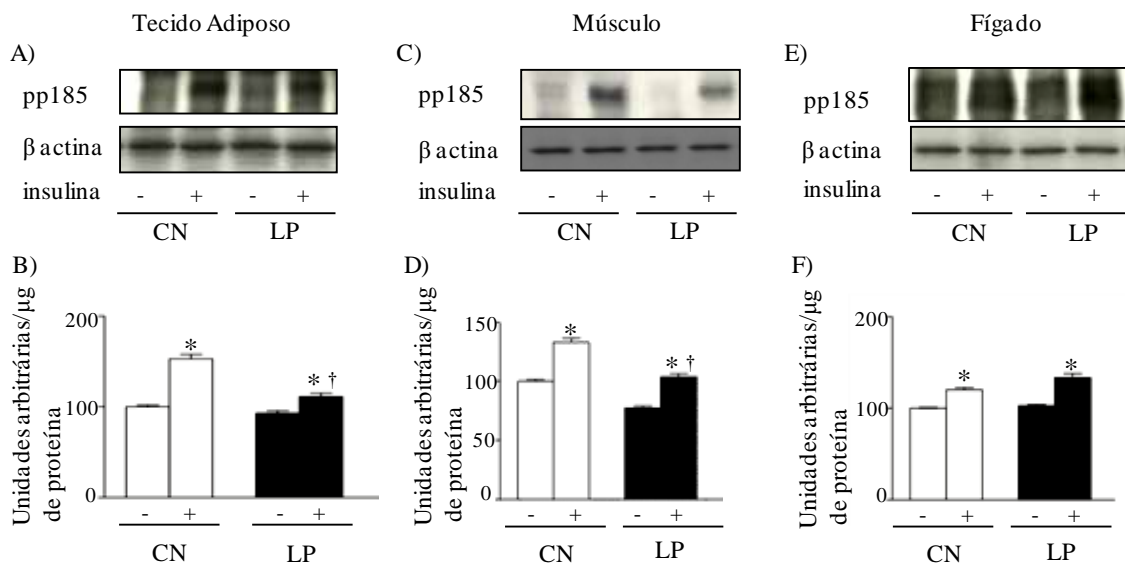 Tecido Adiposo
Músculo
Fígado
A)
pp185
β actina
insulina
- + - +
CN LP
C)
pp185
β actina
insulina
- + - +
CN LP
E)
pp185
β actina
insulina
- + - +
CN LP
B)
Unidades arbitrárias/µg
de proteína
200
100
0
*
* †
- + - +
CN LP
D)
Unidades arbitrárias/µg
de proteína
150
100
50
0
*
* †
- + - +
CN LP
F)
Unidades arbitrárias/µg
de proteína
200
100
0
*
*
- + - +
CN LP